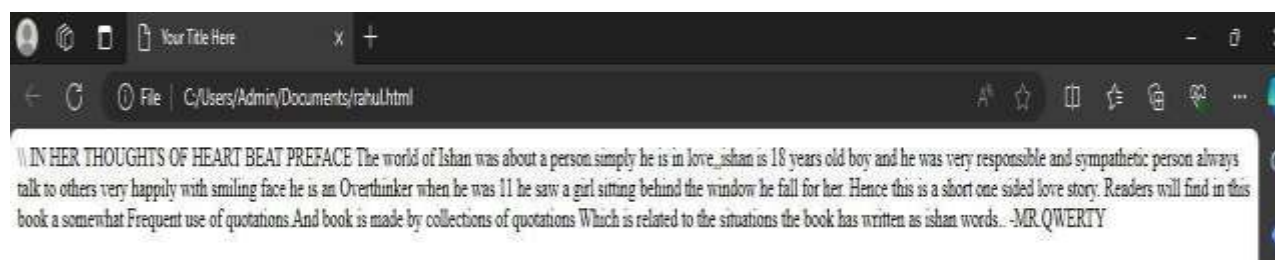 Your Title Here
File | C:/Users/Admin/Documents/rahul.html
\\ IN HER THOUGHTS OF HEART BEAT PREFACE The world of Ishan was about a person simply he is in love_ishan is 18 years old boy and he was very responsible and sympathetic person always
talk to others very happily with smiling face he is an Overthinker when he was 11 he saw a girl sitting behind the window he fall for her. Hence this is a short one sided love story. Readers will find in this
book a somewhat Frequent use of quotations.And book is made by collections of quotations Which is related to the situations the book has written as ishan words.. -MR.QWERTY